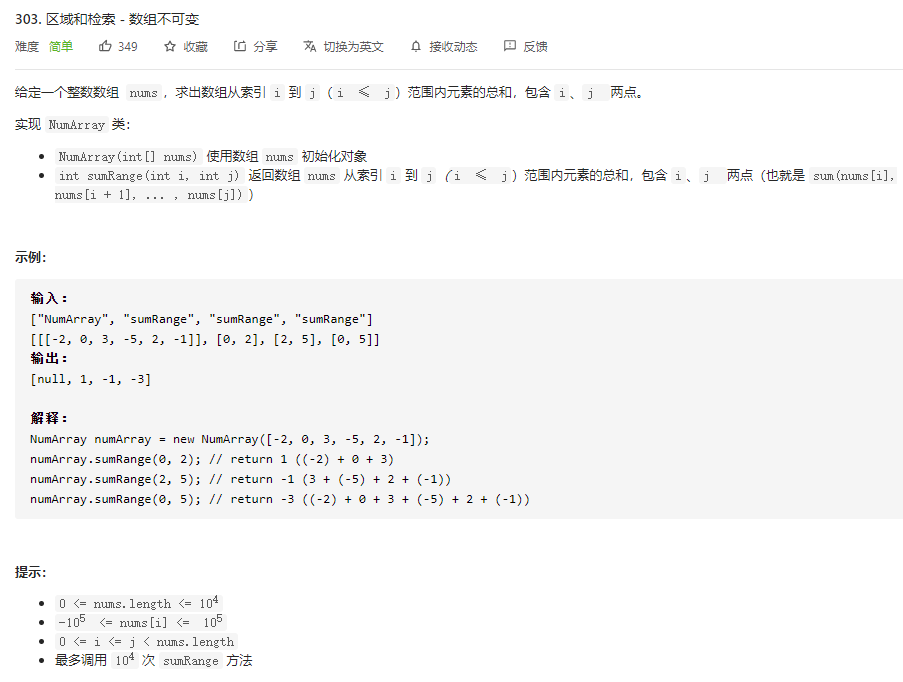 303. 区域和检索 - 数组不可变
难度 简单 349 收藏 分享 切换为英文 接收动态 反馈
给定一个整数数组 nums，求出数组从索引 i 到 j（i ≤ j）范围内元素的总和，包含 i、j 两点。
实现 NumArray 类：
• NumArray(int[] nums) 使用数组 nums 初始化对象
• int sumRange(int i, int j) 返回数组 nums 从索引 i 到 j（i ≤ j）范围内元素的总和，包含 i、j 两点（也就是 sum(nums[i],
nums[i + 1], ... , nums[j])）
示例：
输入：
["NumArray", "sumRange", "sumRange", "sumRange"]
[[[-2, 0, 3, -5, 2, -1]], [0, 2], [2, 5], [0, 5]]
输出：
[null, 1, -1, -3]
解释：
NumArray numArray = new NumArray([-2, 0, 3, -5, 2, -1]);
numArray.sumRange(0, 2); // return 1 ((-2) + 0 + 3)
numArray.sumRange(2, 5); // return -1 (3 + (-5) + 2 + (-1))
numArray.sumRange(0, 5); // return -3 ((-2) + 0 + 3 + (-5) + 2 + (-1))
提示：
• 0 <= nums.length <= 10⁴
• -10⁵ <= nums[i] <= 10⁵
• 0 <= i <= j < nums.length
• 最多调用 10⁴ 次 sumRange 方法